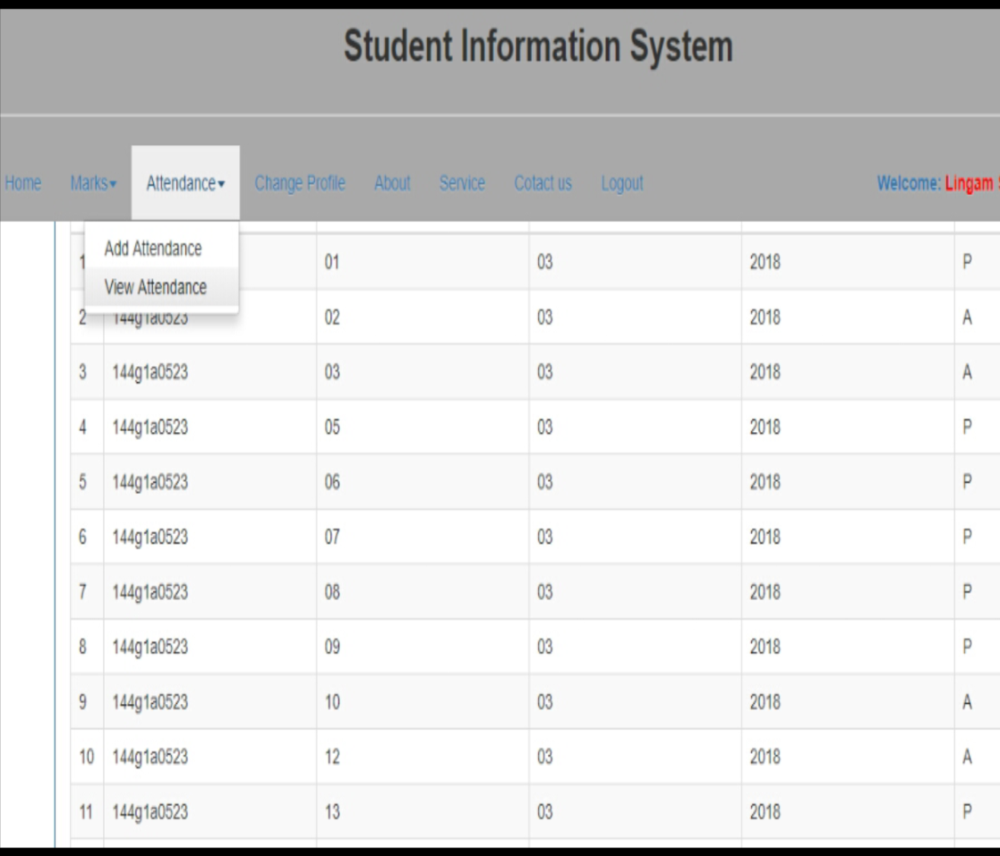 Student Information System
Home Marks Attendance Change Profile About Service Cotact us Logout Welcome: Lingam
Add Attendance
View Attendance
1 01 03 2018 P
2 144g1a0523 02 03 2018 A
3 144g1a0523 03 03 2018 A
4 144g1a0523 05 03 2018 P
5 144g1a0523 06 03 2018 P
6 144g1a0523 07 03 2018 P
7 144g1a0523 08 03 2018 P
8 144g1a0523 09 03 2018 P
9 144g1a0523 10 03 2018 A
10 144g1a0523 12 03 2018 A
11 144g1a0523 13 03 2018 P